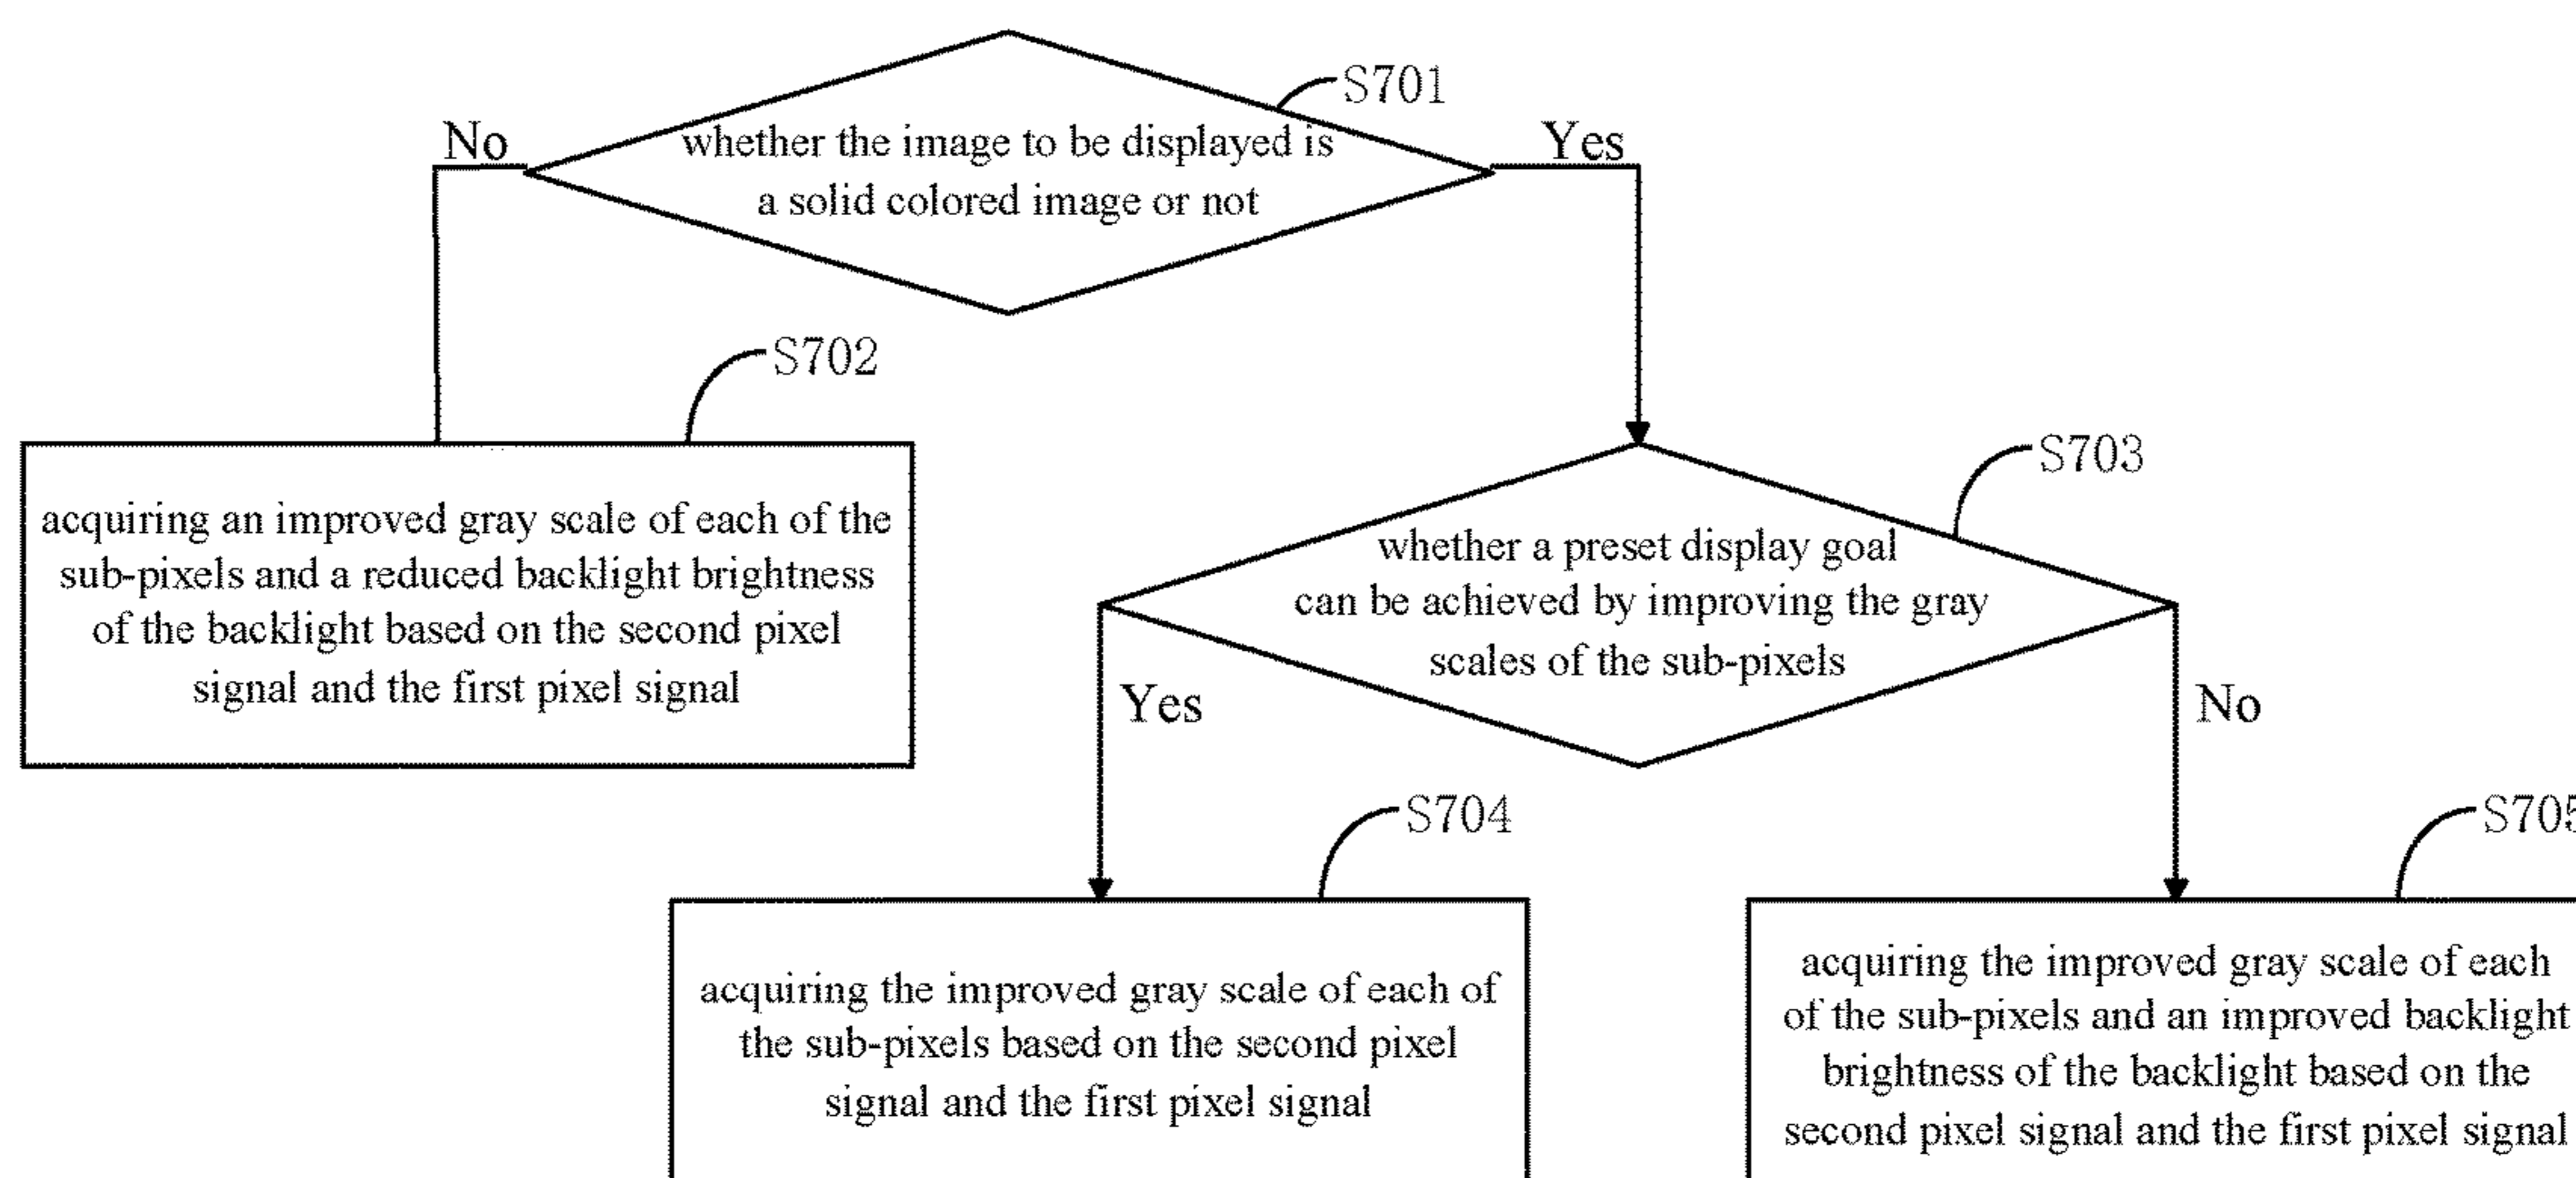 S701
whether the image to be displayed is
a solid colored image or not
No
Yes
S702
acquiring an improved gray scale of each of the
sub-pixels and a reduced backlight brightness
of the backlight based on the second pixel
signal and the first pixel signal
S703
whether a preset display goal
can be achieved by improving the gray
scales of the sub-pixels
Yes
No
S704
acquiring the improved gray scale of each of
the sub-pixels based on the second pixel
signal and the first pixel signal
S705
acquiring the improved gray scale of each
of the sub-pixels and an improved backlight
brightness of the backlight based on the
second pixel signal and the first pixel signal